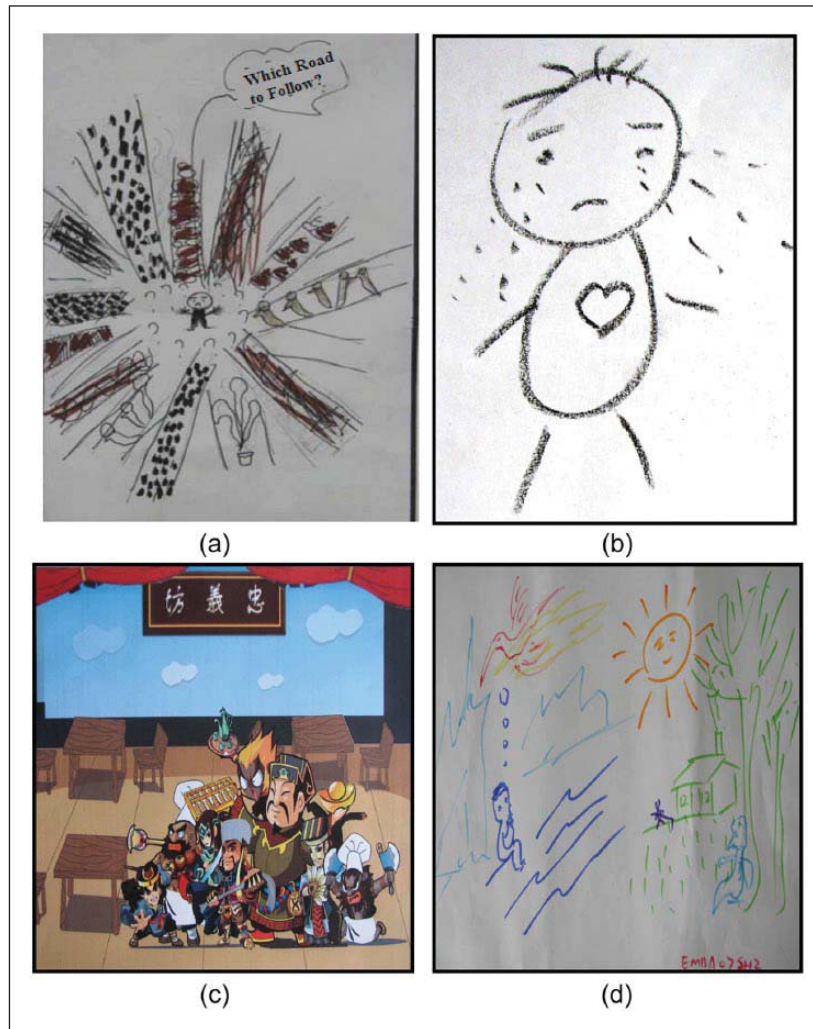 Which Road
to Follow?
(a)
(b)
忠義坊
(c)
EMBA07SH2
(d)